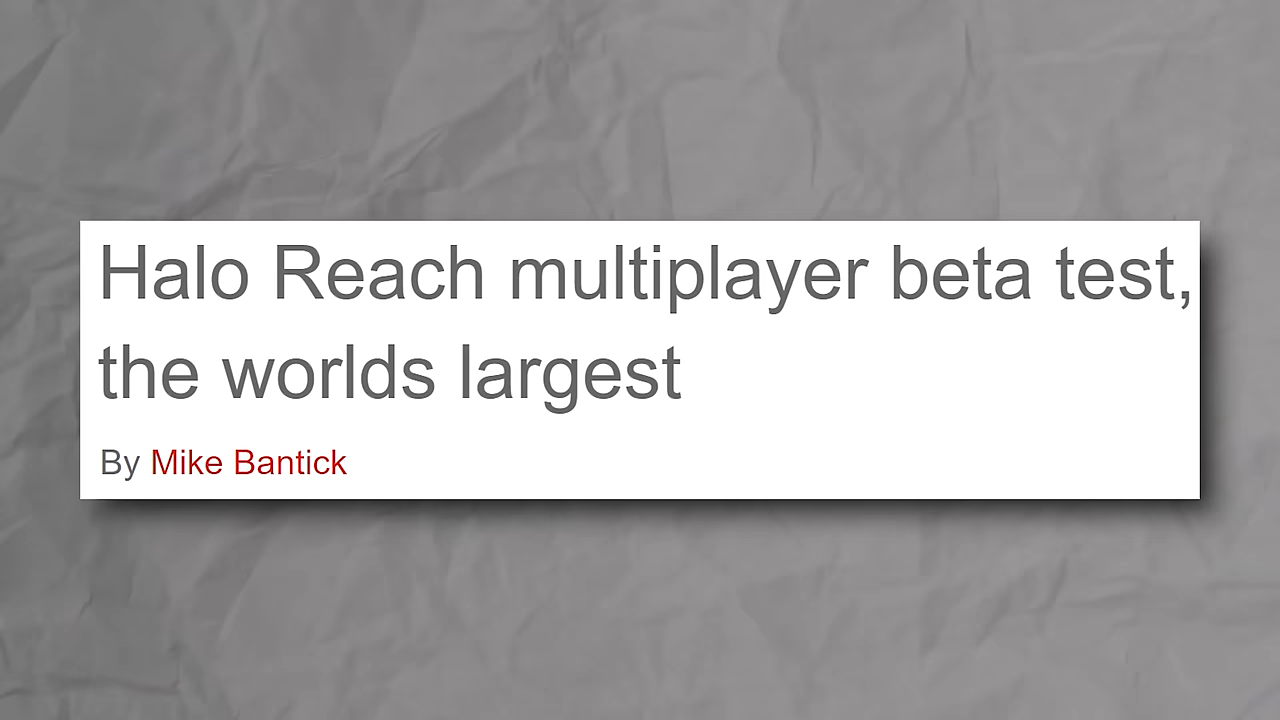 Halo Reach multiplayer beta test,
the worlds largest
By Mike Bantick